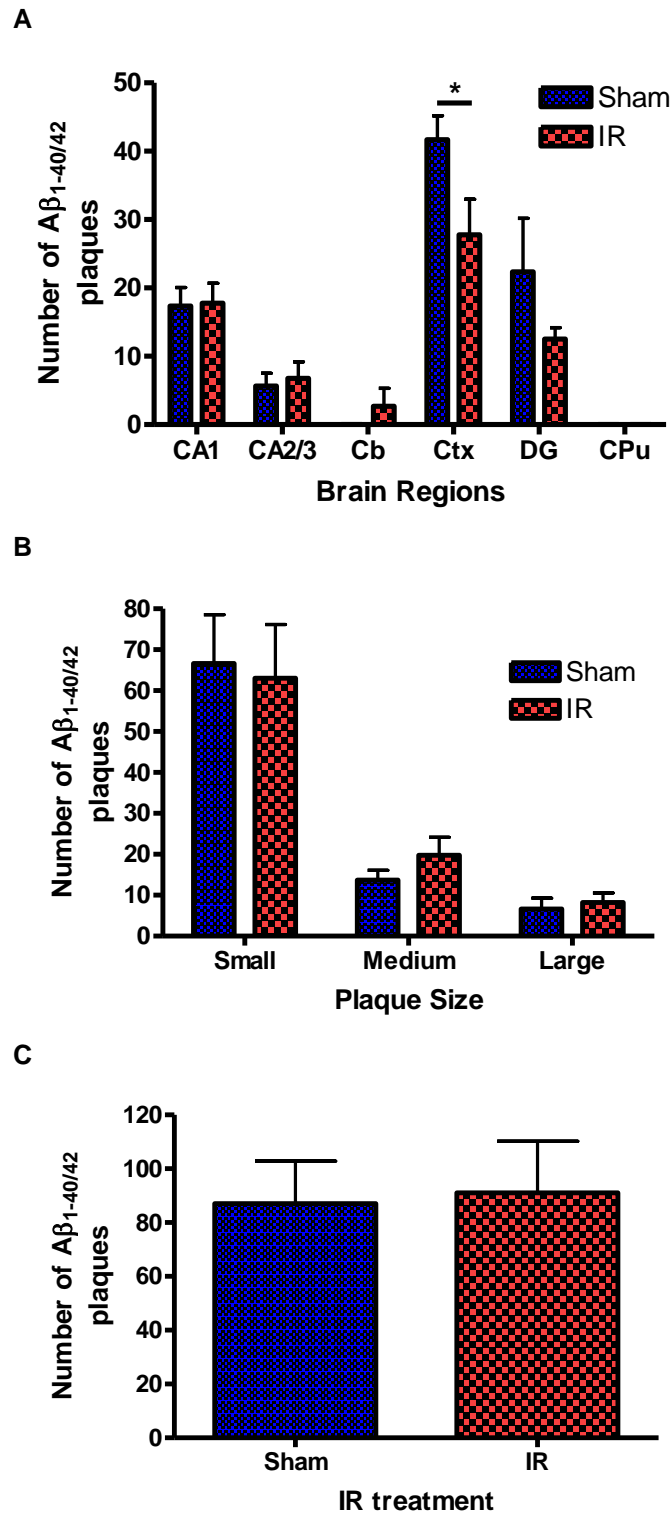 A
Number of Aβ1-40/42
plaques
50
40
30
20
10
0
*
Sham
IR
CA1 CA2/3 Cb Ctx DG CPu
Brain Regions
B
Number of Aβ1-40/42
plaques
80
70
60
50
40
30
20
10
0
Sham
IR
Small Medium Large
Plaque Size
C
Number of Aβ1-40/42
plaques
120
100
80
60
40
20
0
Sham IR
IR treatment